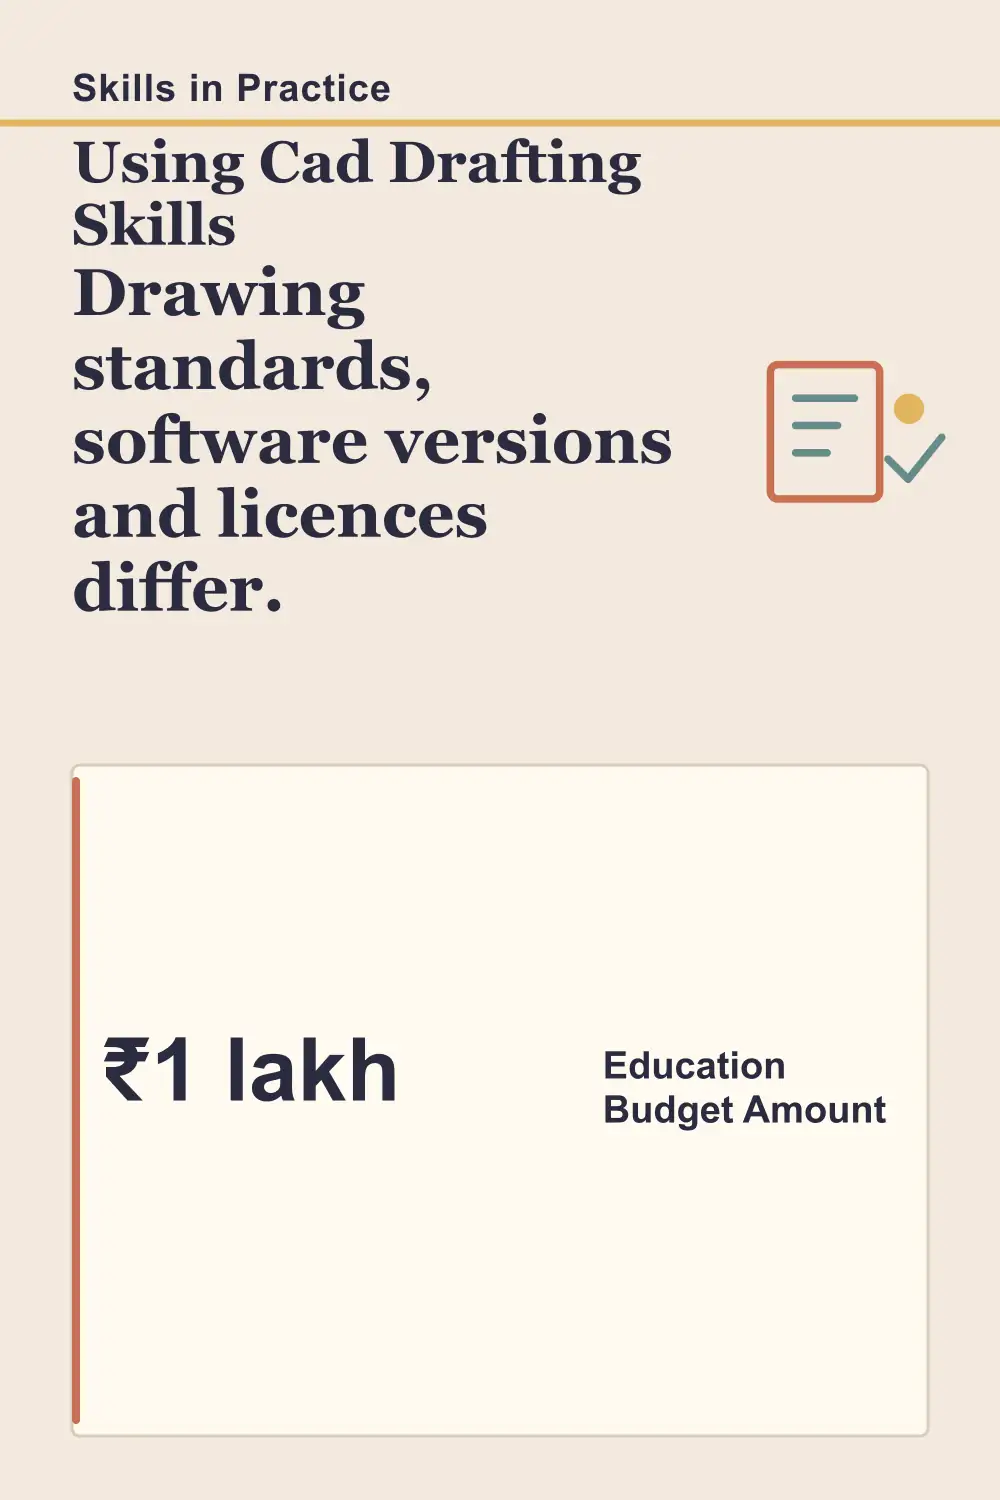 Skills in Practice
Using Cad Drafting
Skills
Drawing
standards,
software versions
and licences
differ.
₹1 lakh
Education
Budget Amount